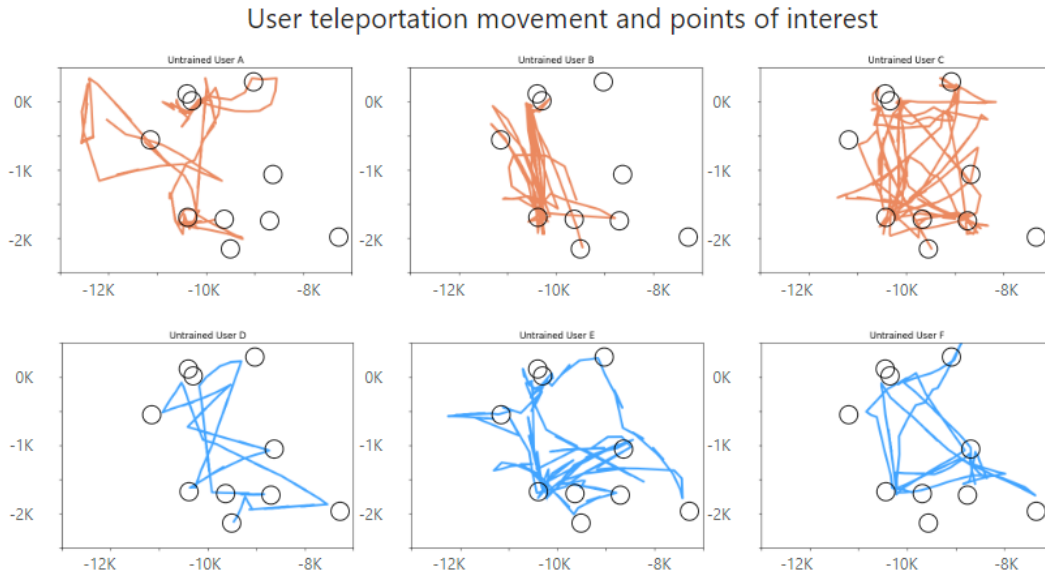 User teleportation movement and points of interest
Untrained User A
Untrained User B
Untrained User C
0K
-1K
-2K
-12K
-10K
-8K
0K
-1K
-2K
-12K
-10K
-8K
0K
-1K
-2K
-12K
-10K
-8K
Untrained User D
Untrained User E
Untrained User F
0K
-1K
-2K
-12K
-10K
-8K
0K
-1K
-2K
-12K
-10K
-8K
0K
-1K
-2K
-12K
-10K
-8K